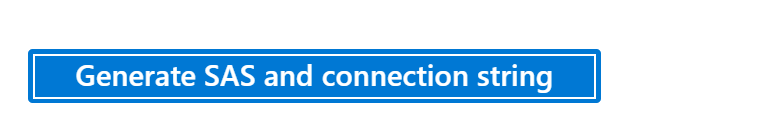 Generate SAS and connection string